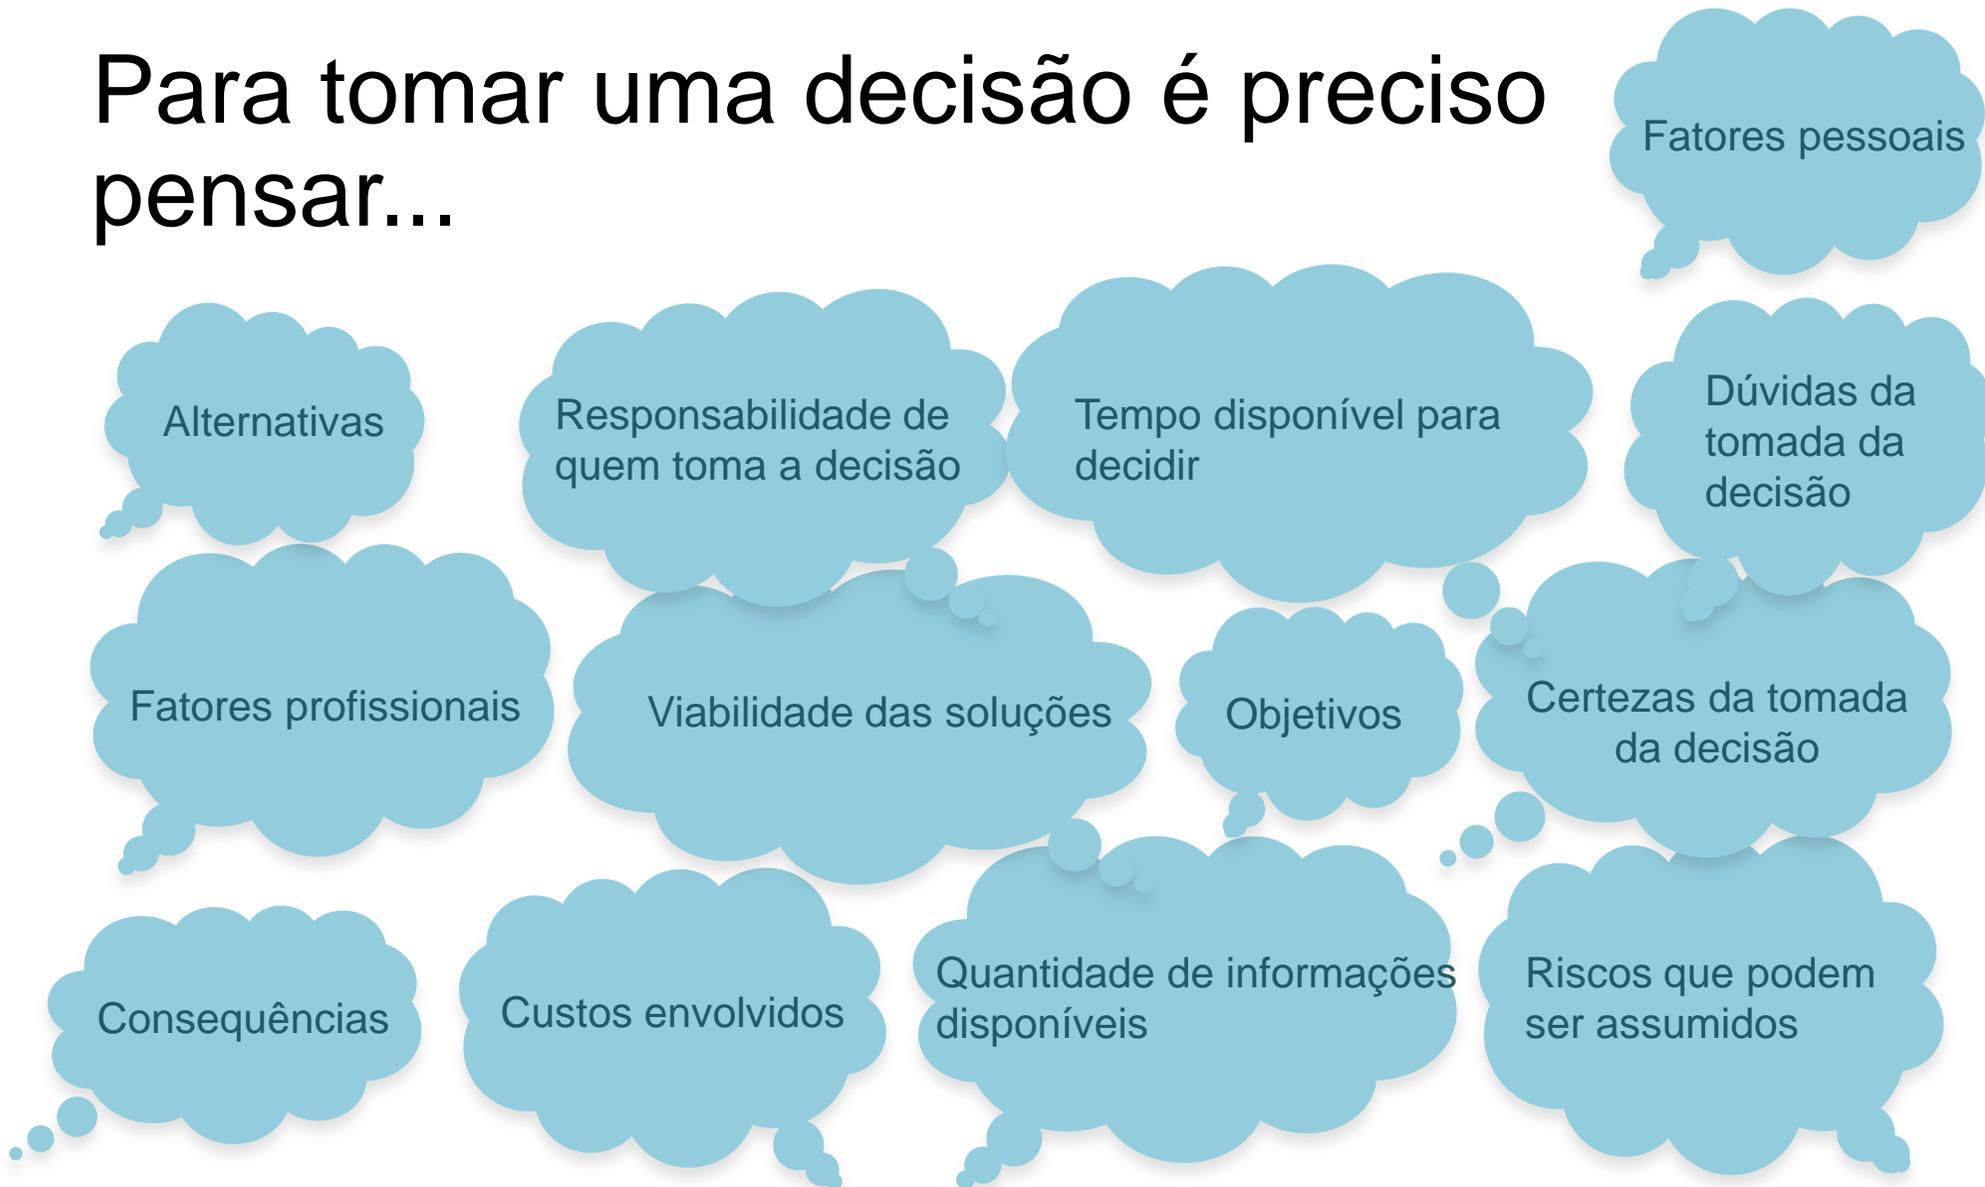 Para tomar uma decisão é preciso
pensar...
Fatores pessoais
Alternativas
Responsabilidade de
quem toma a decisão
Tempo disponível para
decidir
Dúvidas da
tomada da
decisão
Fatores profissionais
Viabilidade das soluções
Objetivos
Certezas da tomada
da decisão
Consequências
Custos envolvidos
Quantidade de informações
disponíveis
Riscos que podem
ser assumidos